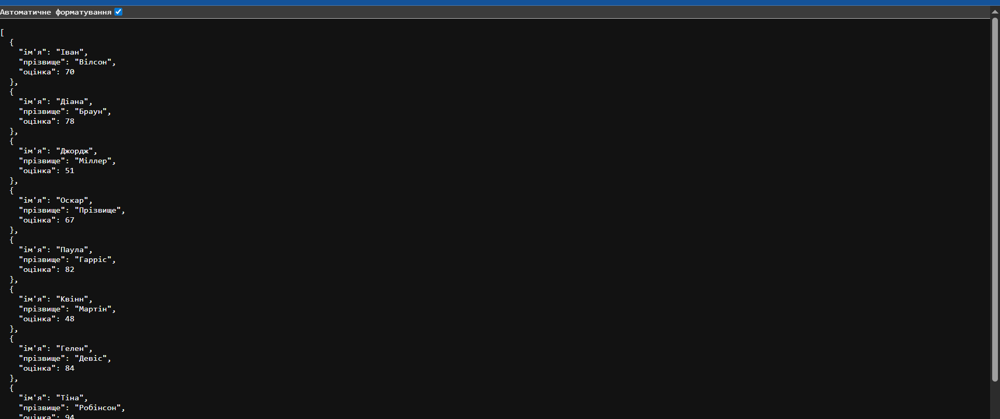 Автоматичне форматування
[
  {
    "ім'я": "Іван",
    "прізвище": "Вілсон",
    "оцінка": 70
  },
  {
    "ім'я": "Діана",
    "прізвище": "Браун",
    "оцінка": 78
  },
  {
    "ім'я": "Джордж",
    "прізвище": "Міллер",
    "оцінка": 51
  },
  {
    "ім'я": "Оскар",
    "прізвище": "Прізвище",
    "оцінка": 67
  },
  {
    "ім'я": "Паула",
    "прізвище": "Гарріс",
    "оцінка": 82
  },
  {
    "ім'я": "Квінн",
    "прізвище": "Мартін",
    "оцінка": 48
  },
  {
    "ім'я": "Гелен",
    "прізвище": "Девіс",
    "оцінка": 84
  },
  {
    "ім'я": "Тіна",
    "прізвище": "Робінсон",
    "оцінка": 94